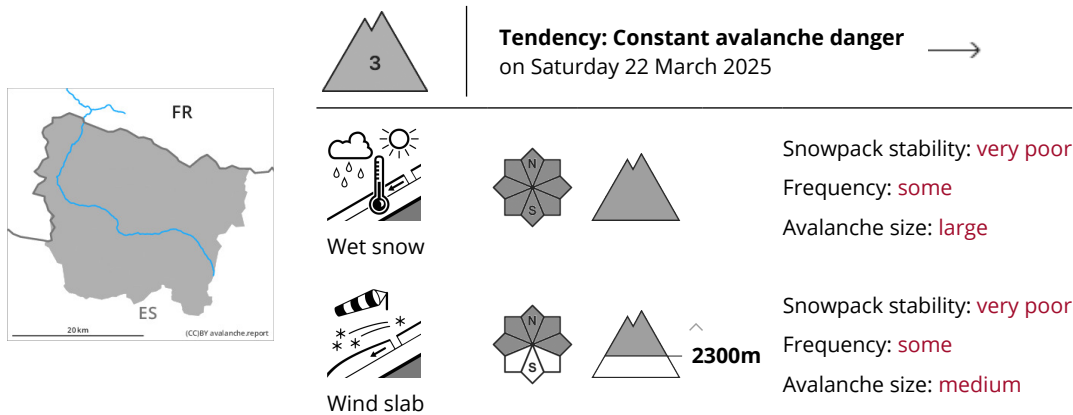 3
Tendency: Constant avalanche danger
on Saturday 22 March 2025
FR
ES
20 km
(CC)BY avalanche.report
N
S
Wet snow
Snowpack stability: very poor
Frequency: some
Avalanche size: large
N
S
2300m
Wind slab
Snowpack stability: very poor
Frequency: some
Avalanche size: medium